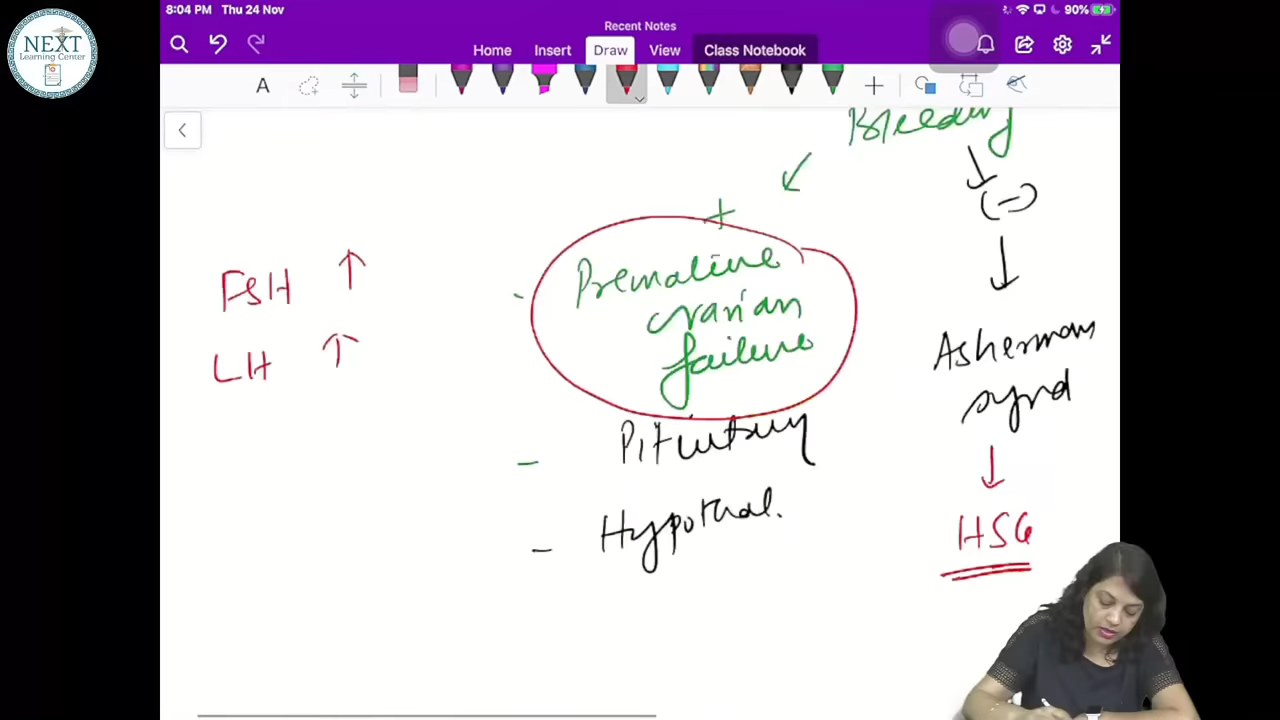 8:04 PM Thu 24 Nov
90%
NEXT
Learning Center
Recent Notes
Home Insert Draw View Class Notebook
A
Bleeding
(-)
+
FSH ↑
LH ↑
- Premature
ovarian
failure
Ashermans
synd
- Pituitary
- Hypothal.
HSG